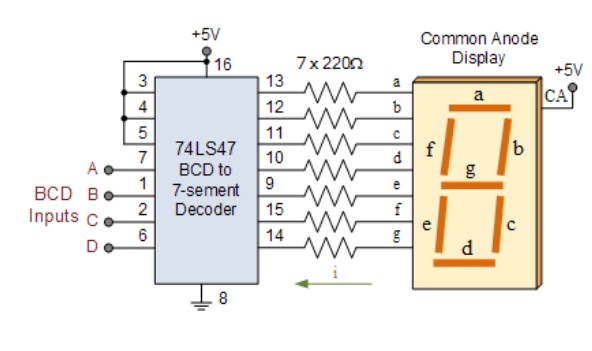 +5V
16
7 x 220Ω
Common Anode
Display
+5V
CA
3
4
5
7
1
2
6
A
B
C
D
BCD
Inputs
74LS47
BCD to
7-sement
Decoder
13
12
11
10
9
15
14
8
a
b
c
d
e
f
g
i
a
f
b
g
e
c
d